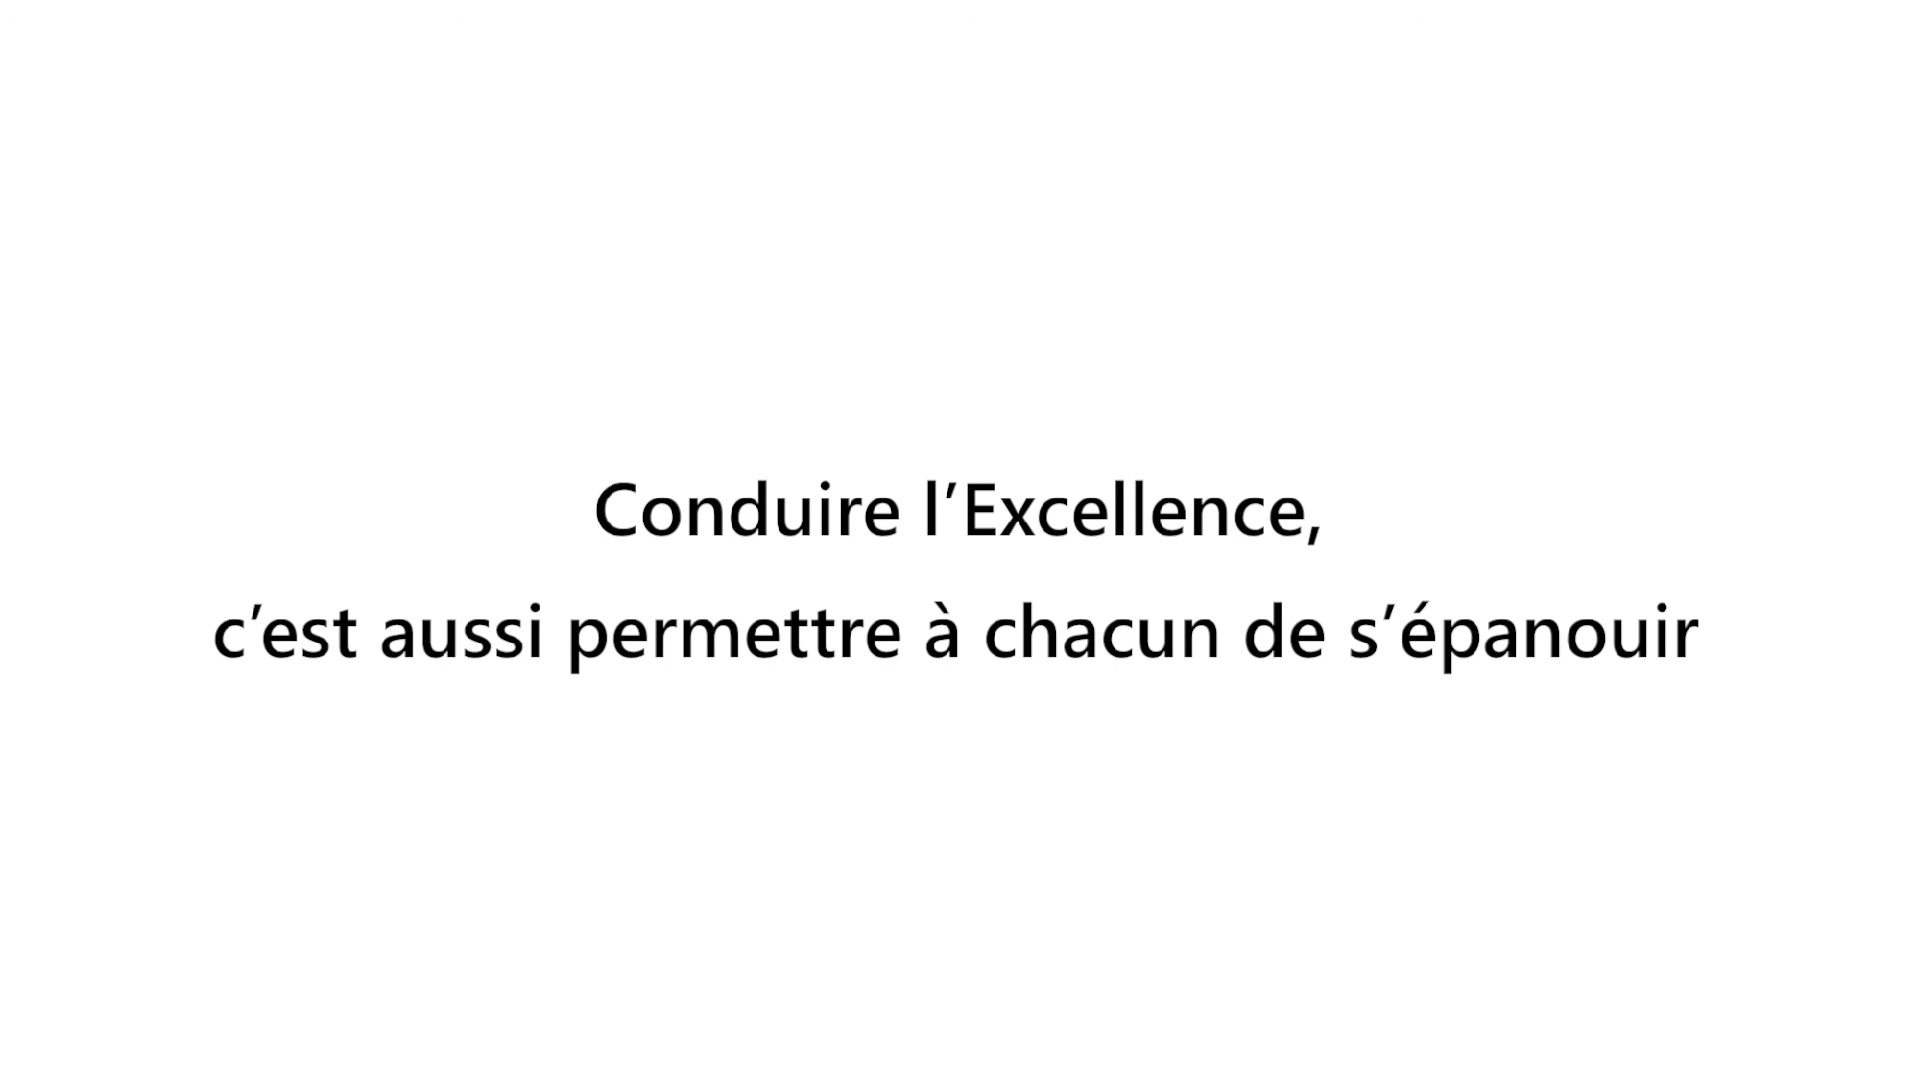 Conduire l’Excellence,
c’est aussi permettre à chacun de s’épanouir